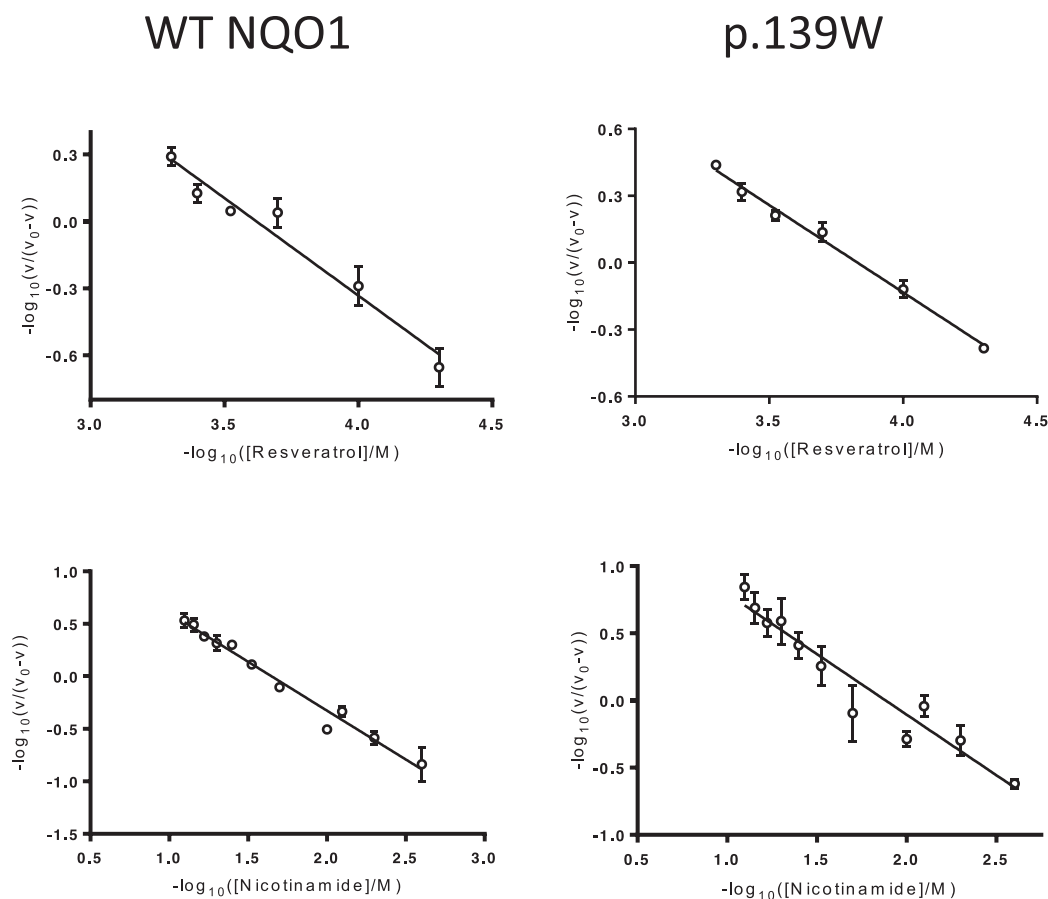 WT NQO1
p.139W
0.3
0.0
-0.3
-0.6
-log10(v/(v0-v))
3.0 3.5 4.0 4.5
-log10([Resveratrol]/M)
0.6
0.3
0.0
-0.3
-0.6
-log10(v/(v0-v))
3.0 3.5 4.0 4.5
-log10([Resveratrol]/M)
1.0
0.5
0.0
-0.5
-1.0
-1.5
-log10(v/(v0-v))
0.5 1.0 1.5 2.0 2.5 3.0
-log10([Nicotinamide]/M)
1.0
0.5
0.0
-0.5
-1.0
-log10(v/(v0-v))
0.5 1.0 1.5 2.0 2.5
-log10([Nicotinamide]/M)